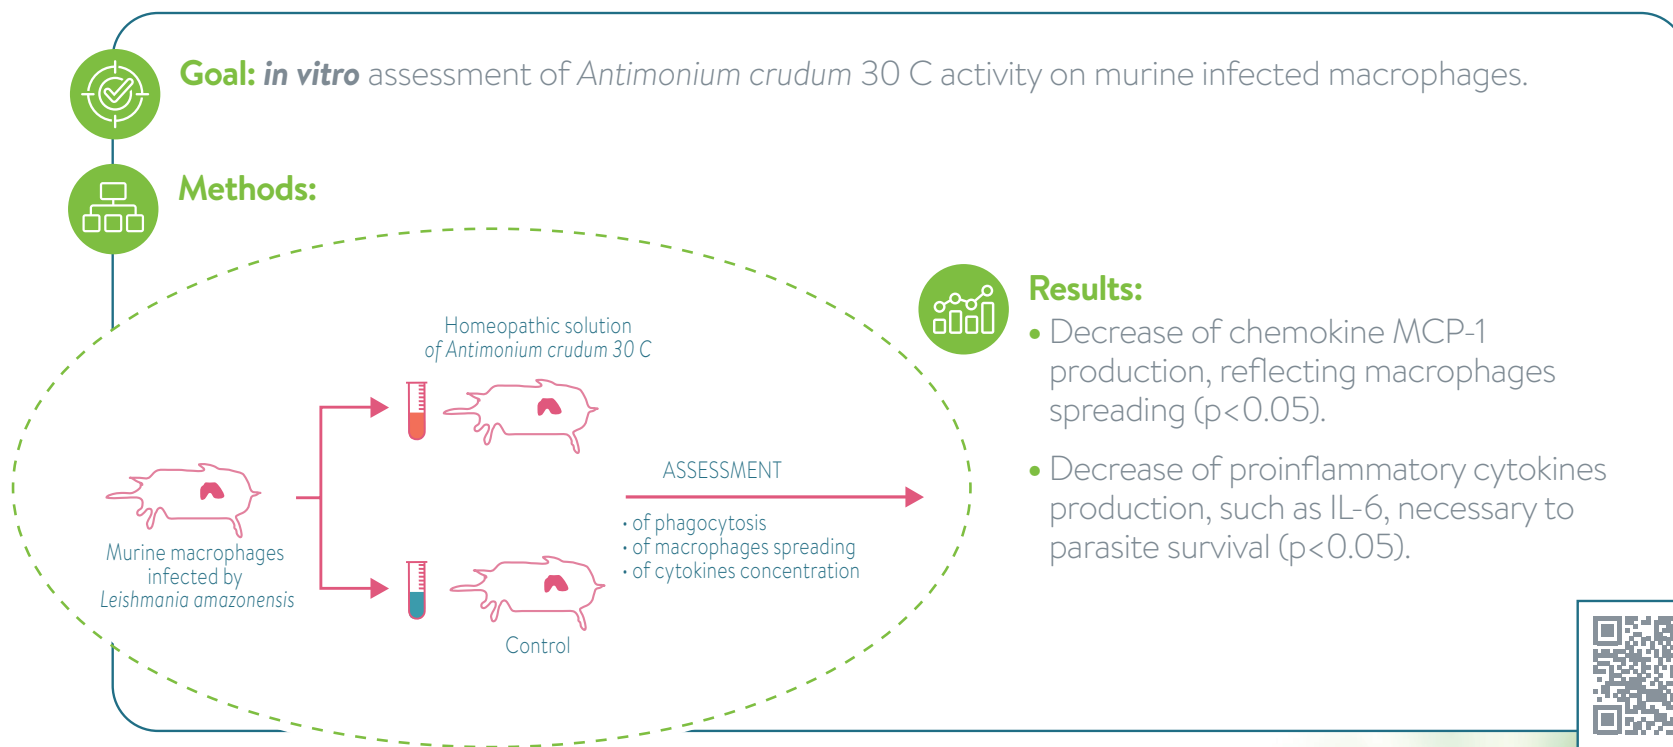 Goal: in vitro assessment of Antimonium crudum 30 C activity on murine infected macrophages.
Methods:
Homeopathic solution
of Antimonium crudum 30 C
Murine macrophages
infected by
Leishmania amazonensis
Control
ASSESSMENT
• of phagocytosis
• of macrophages spreading
• of cytokines concentration
Results:
• Decrease of chemokine MCP-1
production, reflecting macrophages
spreading (p<0.05).
• Decrease of proinflammatory cytokines
production, such as IL-6, necessary to
parasite survival (p<0.05).